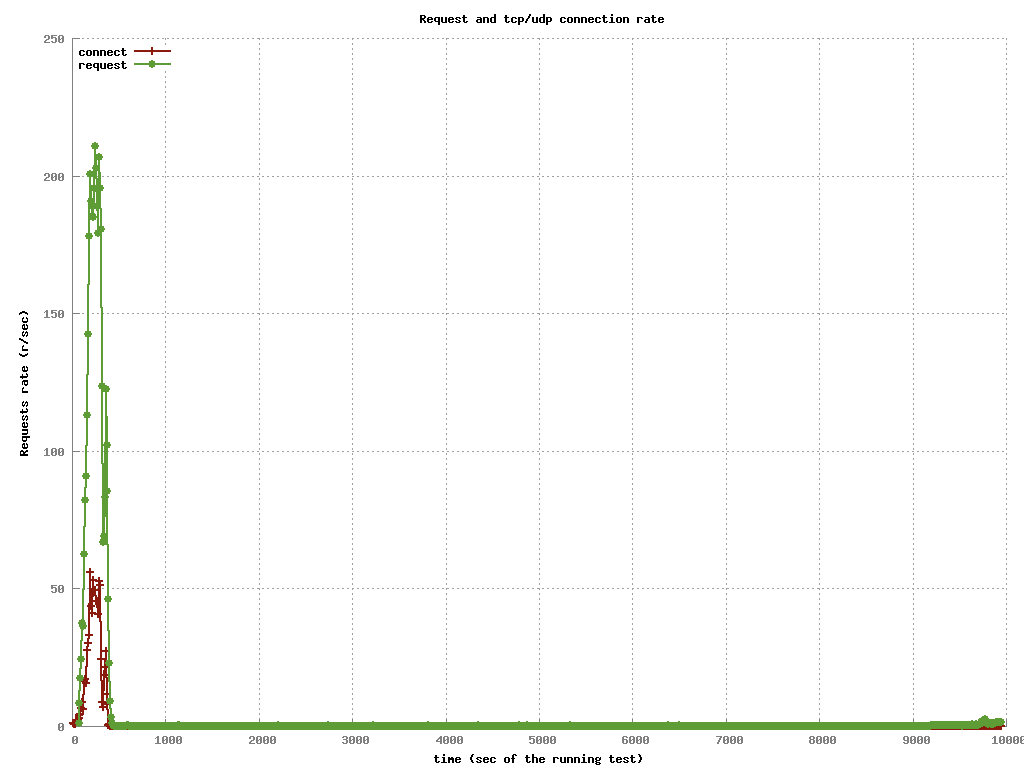 Request and tcp/udp connection rate
250
200
150
100
50
0
connect
request
Requests rate (r/sec)
0 1000 2000 3000 4000 5000 6000 7000 8000 9000 10000
time (sec of the running test)